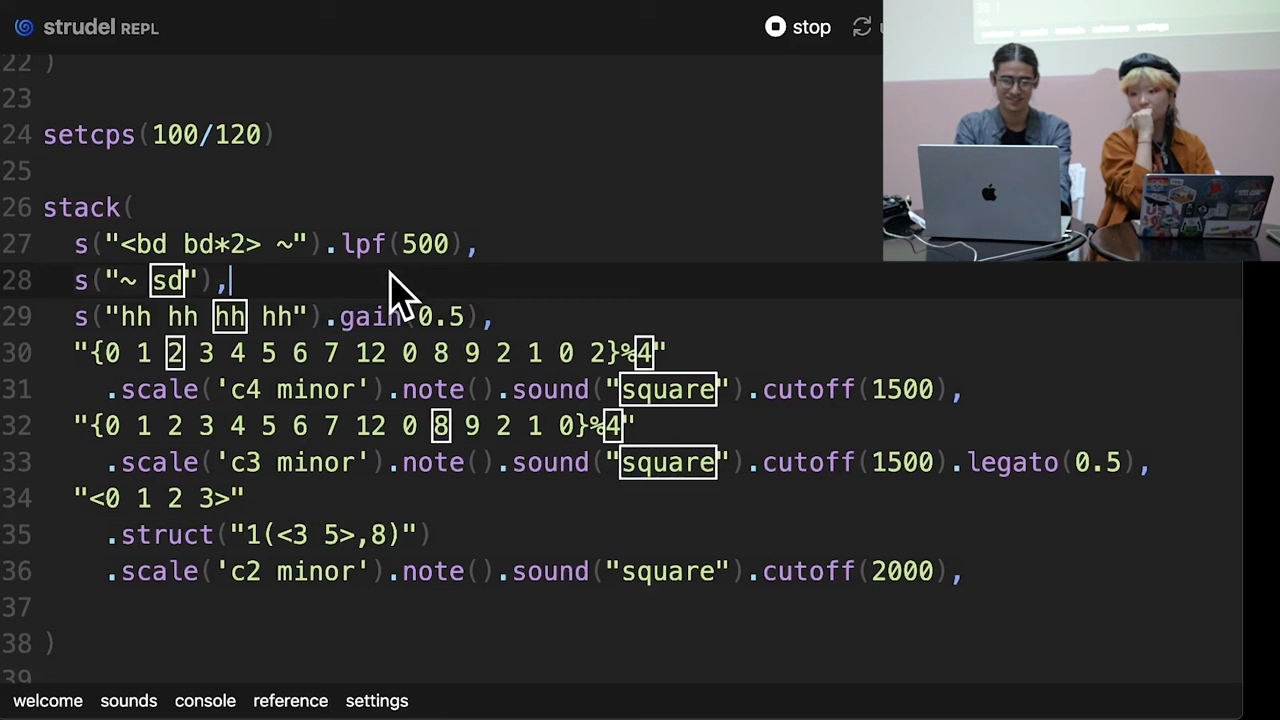 strudel REPL
stop
22 )
23
24 setcps(100/120)
25
26 stack(
27 s("<bd bd*2> ~").lpf(500),
28 s("~ sd"),
29 s("hh hh hh hh").gain(0.5),
30 "{0 1 2 3 4 5 6 7 12 0 8 9 2 1 0 2}%4"
31 .scale('c4 minor').note().sound("square").cutoff(1500),
32 "{0 1 2 3 4 5 6 7 12 0 8 9 2 1 0}%4"
33 .scale('c3 minor').note().sound("square").cutoff(1500).legato(0.5),
34 "<0 1 2 3>"
35 .struct("1(<3 5>,8)")
36 .scale('c2 minor').note().sound("square").cutoff(2000),
37
38 )
39
welcome sounds console reference settings